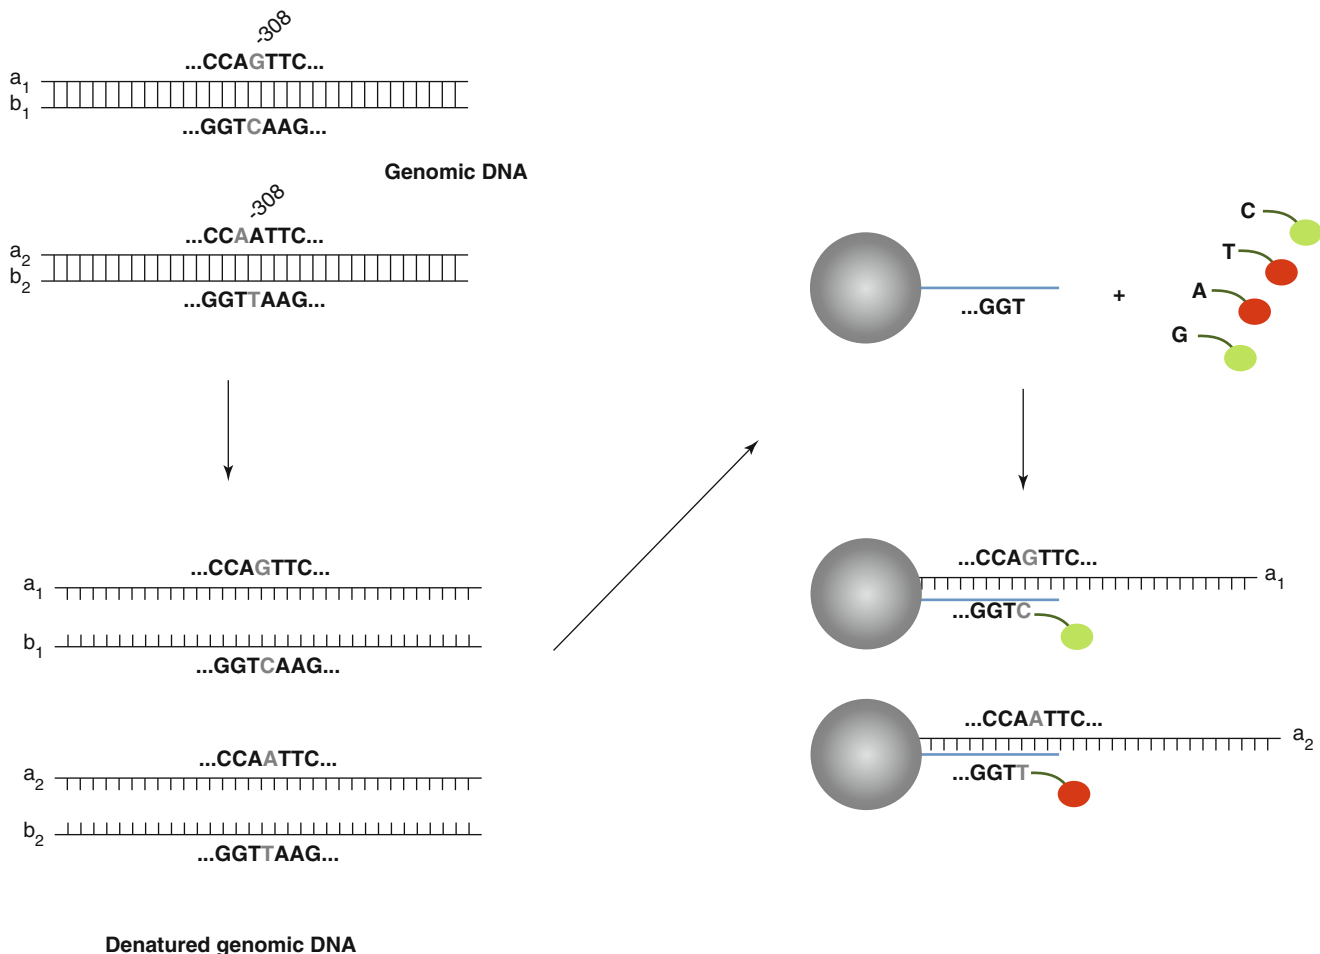 -308
...CCAGTTC...
a1
b1
...GGTCAAG...
Genomic DNA
-308
...CCAATTC...
a2
b2
...GGTTAAG...
...CCAGTTC...
a1
b1
...GGTCAAG...
...CCAATTC...
a2
b2
...GGTTAAG...
Denatured genomic DNA
...GGT
+
C
T
A
G
...CCAGTTC...
a1
...GGTC
...CCAATTC...
a2
...GGTT